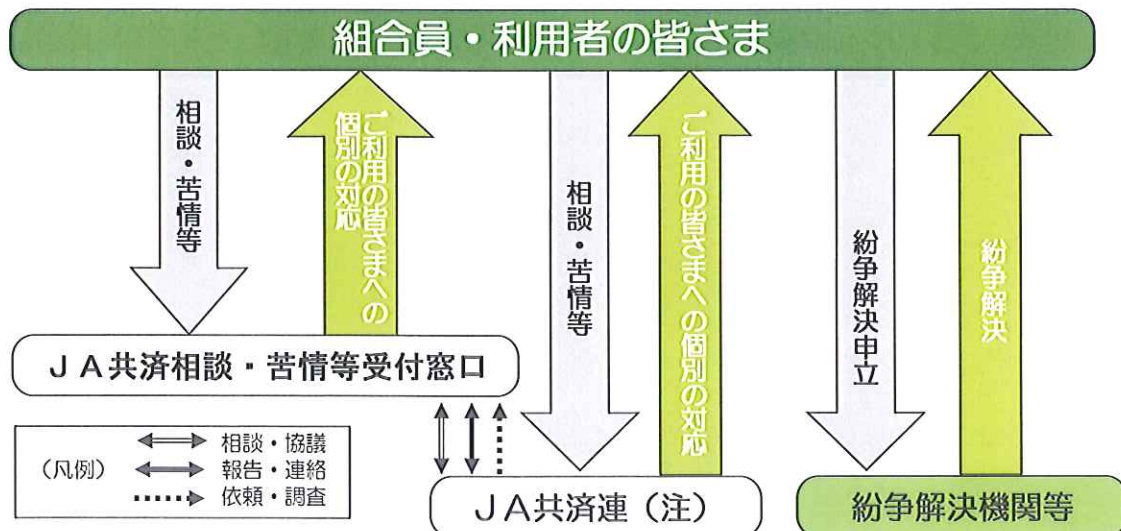 組合員・利用者の皆さま
相談・苦情等
ご利用の皆さまへの
個別の対応
相談・苦情等
ご利用の皆さまへの個別の対応
紛争解決申立
紛争解決
ＪＡ共済相談・苦情等受付窓口
(凡例)
相談・協議
報告・連絡
依頼・調査
ＪＡ共済連（注）
紛争解決機関等